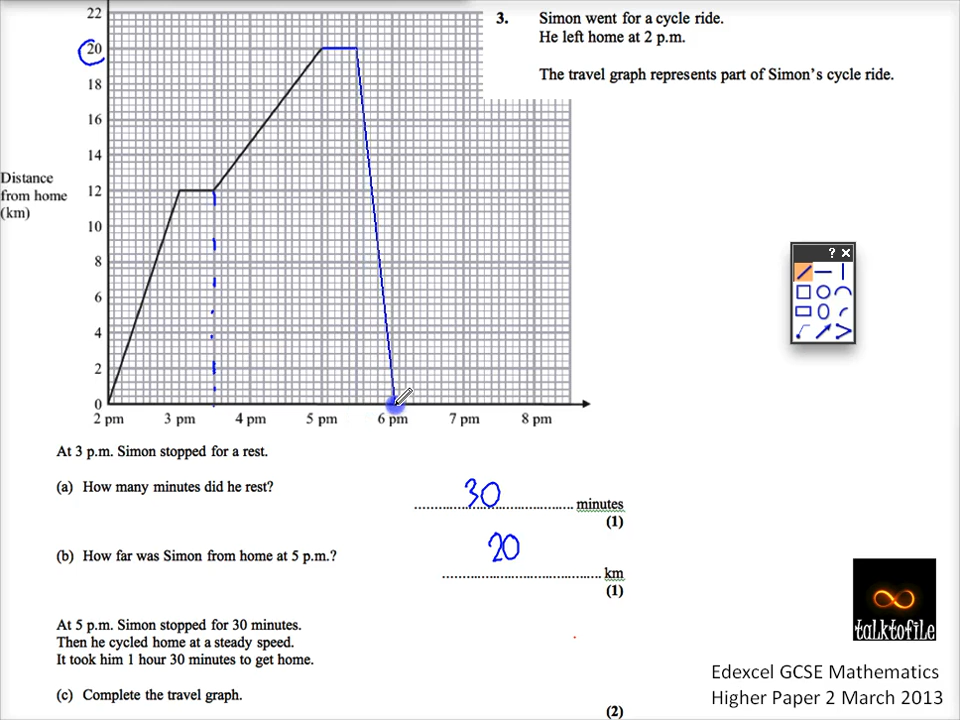 22
20
18
16
14
12
10
8
6
4
2
0
Distance
from home
(km)
2 pm 3 pm 4 pm 5 pm 6 pm 7 pm 8 pm
3. Simon went for a cycle ride.
He left home at 2 p.m.
The travel graph represents part of Simon's cycle ride.
? x
At 3 p.m. Simon stopped for a rest.
(a) How many minutes did he rest?
30
.......................................... minutes
(1)
(b) How far was Simon from home at 5 p.m.?
20
.......................................... km
(1)
At 5 p.m. Simon stopped for 30 minutes.
Then he cycled home at a steady speed.
It took him 1 hour 30 minutes to get home.
(c) Complete the travel graph.
(2)
talktofile
Edexcel GCSE Mathematics
Higher Paper 2 March 2013